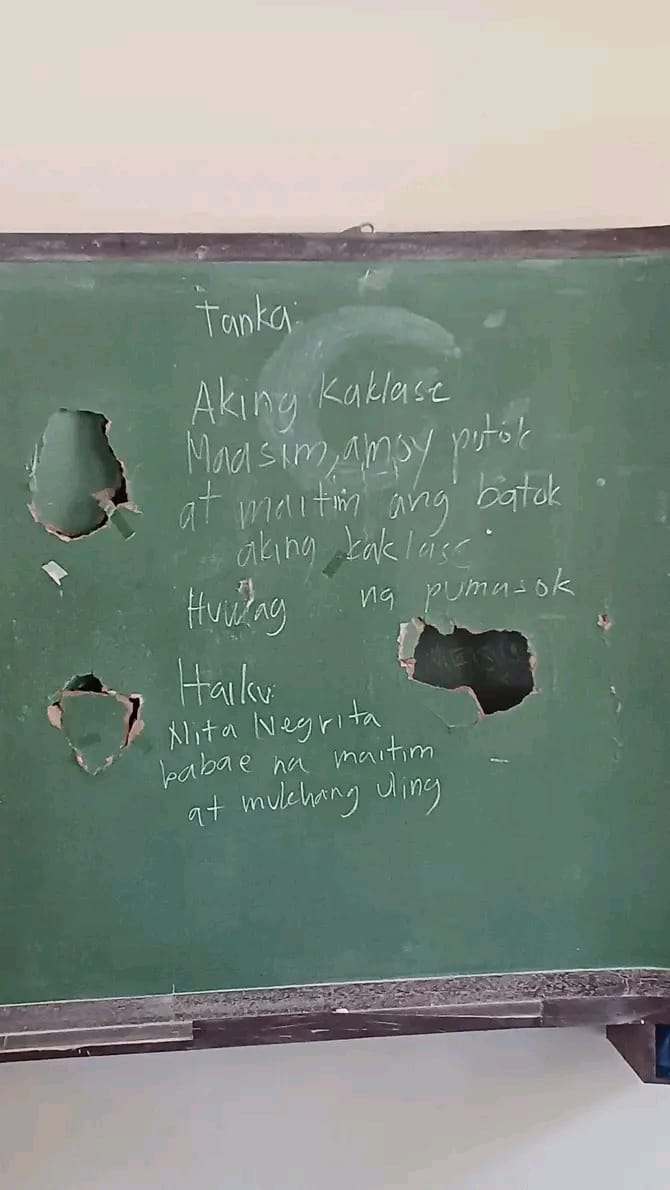 Tanka:
Aking kaklase
Maasim, amoy putok
at maitim ang batok
aking kaklase
Huwag na pumasok
Haiku:
Nita Negrita
babae na maitim
at mukhang uling